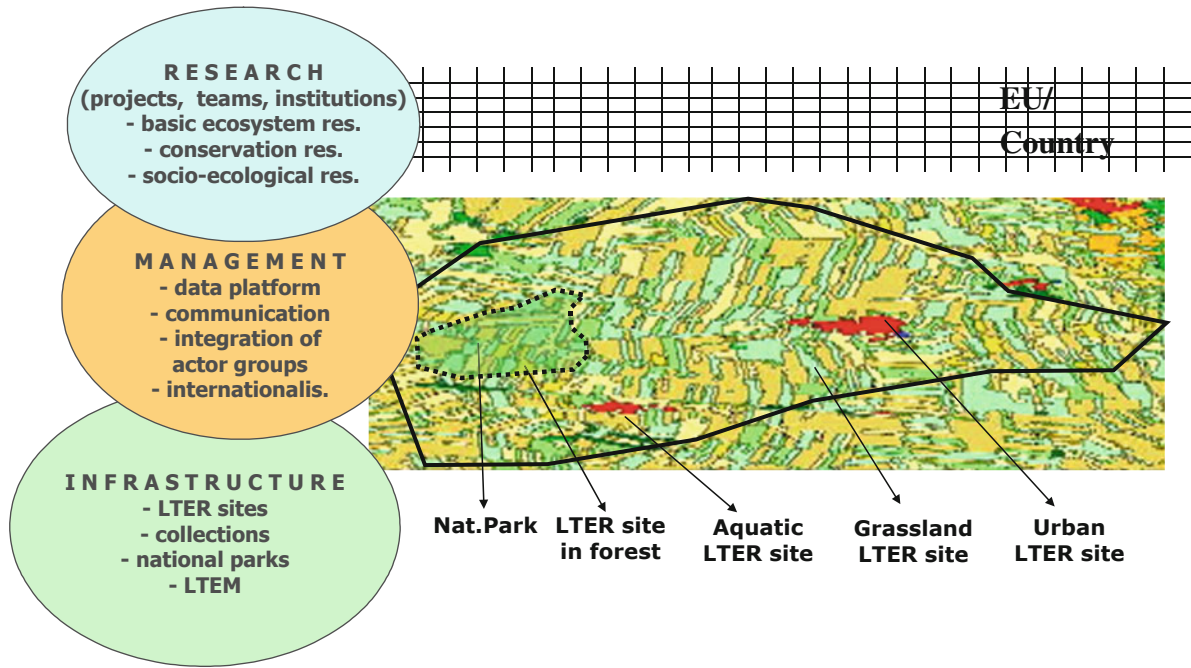 R E S E A R C H
(projects, teams, institutions)
- basic ecosystem res.
- conservation res.
- socio-ecological res.
EU/
Country
M A N A G E M E N T
- data platform
- communication
- integration of
actor groups
- internationalis.
I N F R A S T R U C T U R E
- LTER sites
- collections
- national parks
- LTEM
Nat.Park
LTER site
in forest
Aquatic
LTER site
Grassland
LTER site
Urban
LTER site